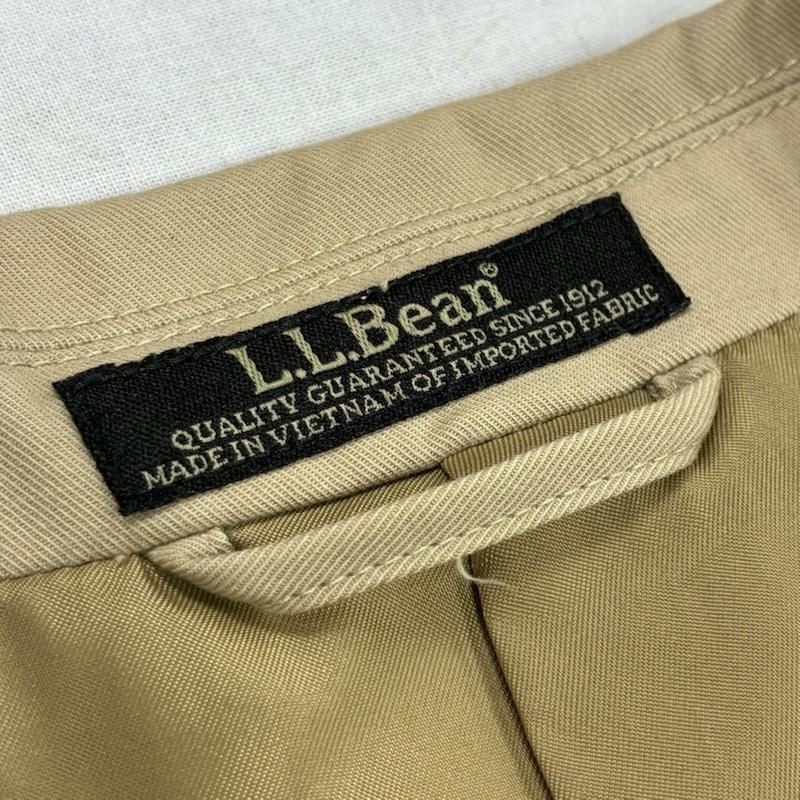 L.L.Bean®
QUALITY GUARANTEED SINCE 1912
MADE IN VIETNAM OF IMPORTED FABRIC